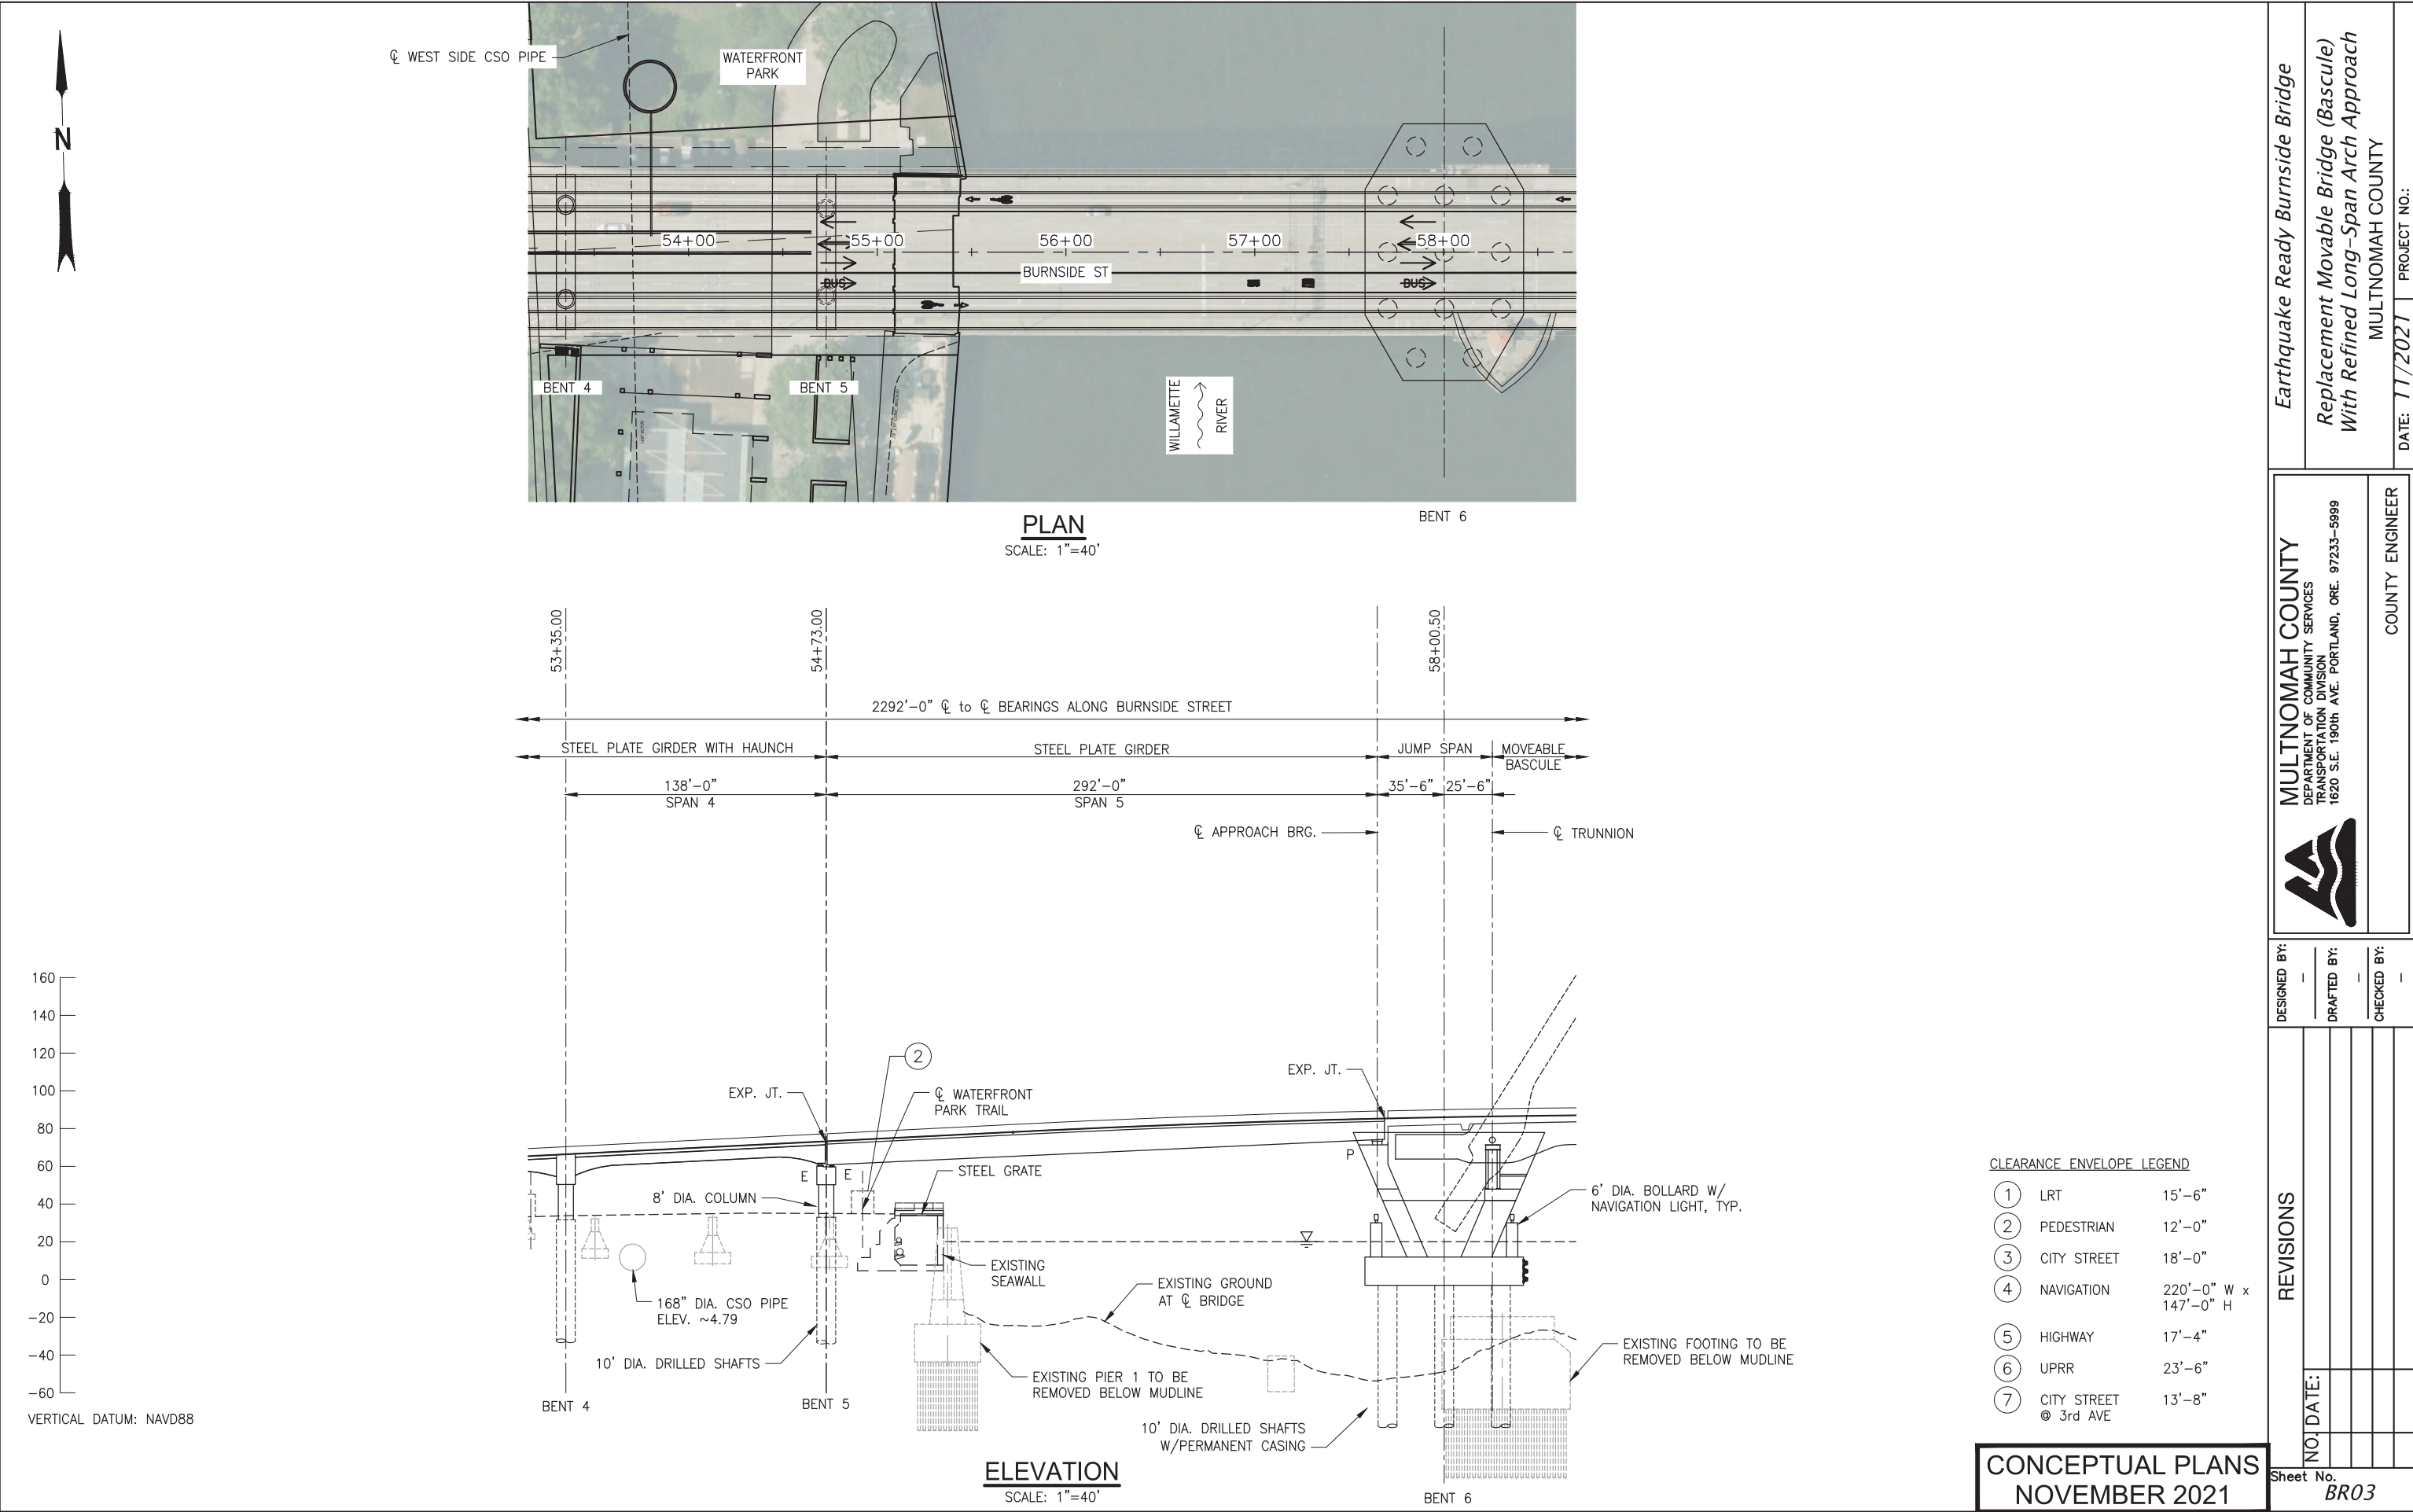 ℄ WEST SIDE CSO PIPE
N
WATERFRONT
PARK
54+00
55+00
56+00
57+00
58+00
BUS
BURNSIDE ST
BUS
BENT 4
BENT 5
WILLAMETTE
RIVER
PLAN
SCALE: 1"=40'
BENT 6
53+35.00
54+73.00
58+00.50
2292'-0" ℄ to ℄ BEARINGS ALONG BURNSIDE STREET
STEEL PLATE GIRDER WITH HAUNCH
STEEL PLATE GIRDER
JUMP SPAN
MOVEABLE
BASCULE
138'-0"
SPAN 4
292'-0"
SPAN 5
35'-6"
25'-6"
℄ APPROACH BRG.
℄ TRUNNION
160
140
120
100
80
60
40
20
0
-20
-40
-60
VERTICAL DATUM: NAVD88
2
EXP. JT.
℄ WATERFRONT
PARK TRAIL
EXP. JT.
E
E
P
STEEL GRATE
8' DIA. COLUMN
6' DIA. BOLLARD W/
NAVIGATION LIGHT, TYP.
EXISTING
SEAWALL
168" DIA. CSO PIPE
ELEV. ~4.79
EXISTING GROUND
AT ℄ BRIDGE
10' DIA. DRILLED SHAFTS
EXISTING PIER 1 TO BE
REMOVED BELOW MUDLINE
EXISTING FOOTING TO BE
REMOVED BELOW MUDLINE
10' DIA. DRILLED SHAFTS
W/PERMANENT CASING
BENT 4
BENT 5
BENT 6
ELEVATION
SCALE: 1"=40'
CLEARANCE ENVELOPE LEGEND
1 LRT 15'-6"
2 PEDESTRIAN 12'-0"
3 CITY STREET 18'-0"
4 NAVIGATION 220'-0" W x
147'-0" H
5 HIGHWAY 17'-4"
6 UPRR 23'-6"
7 CITY STREET 13'-8"
@ 3rd AVE
CONCEPTUAL PLANS
NOVEMBER 2021
Earthquake Ready Burnside Bridge
Replacement Movable Bridge (Bascule)
With Refined Long-Span Arch Approach
MULTNOMAH COUNTY
DATE: 11/2021 PROJECT NO.:
MULTNOMAH COUNTY
DEPARTMENT OF COMMUNITY SERVICES
TRANSPORTATION DIVISION
1620 S.E. 190th AVE. PORTLAND, ORE. 97233-5999
COUNTY ENGINEER
DESIGNED BY:
-
DRAFTED BY:
-
CHECKED BY:
-
REVISIONS
NO. DATE:
Sheet No.
BR03